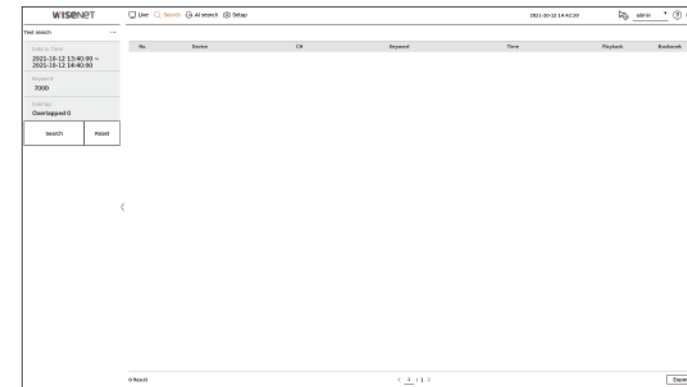 WISENET
Live Search AI search Setup 2021-10-12 14:42:20 admin
Text search
Date & Time
2021-10-12 13:40:00 ~
2021-10-12 14:40:00
Keyword
7000
Overlap
Overlapped 0
Search Reset
No. Device CH Keyword Time Playback Bookmark
0 Result 1 / 1